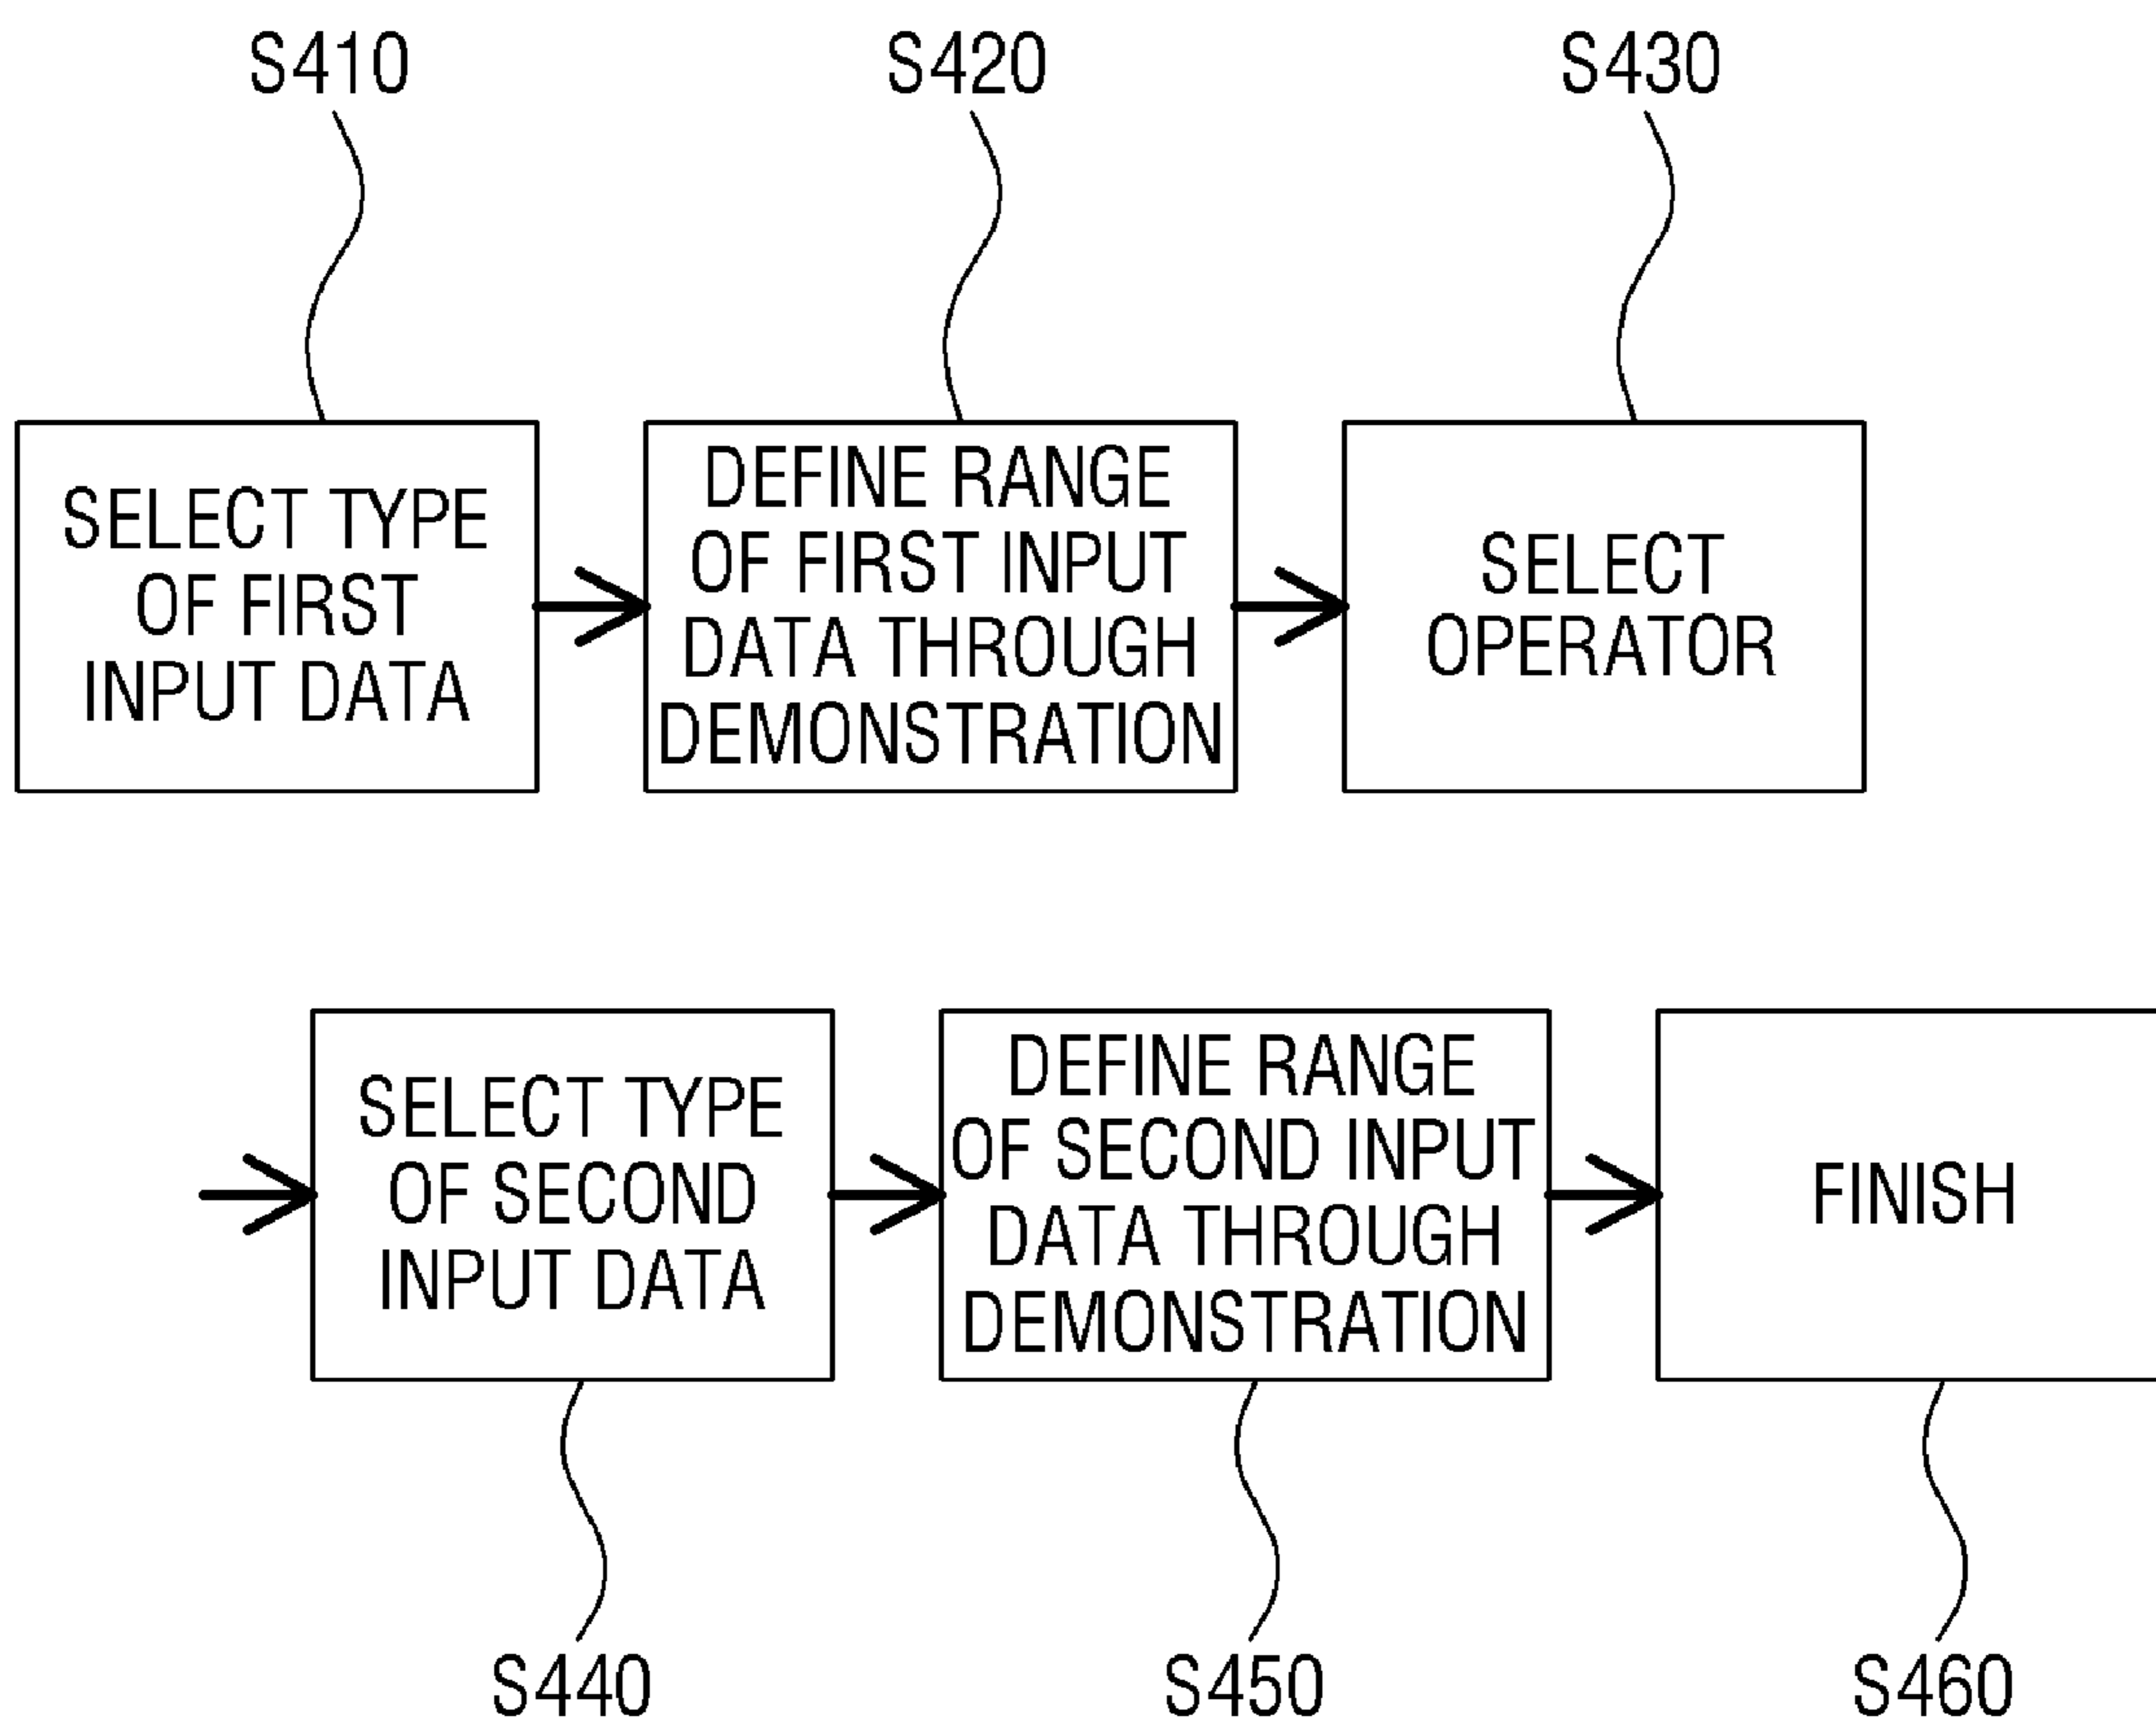 S410
S420
S430
SELECT TYPE
OF FIRST
INPUT DATA
DEFINE RANGE
OF FIRST INPUT
DATA THROUGH
DEMONSTRATION
SELECT
OPERATOR
SELECT TYPE
OF SECOND
INPUT DATA
DEFINE RANGE
OF SECOND INPUT
DATA THROUGH
DEMONSTRATION
FINISH
S440
S450
S460